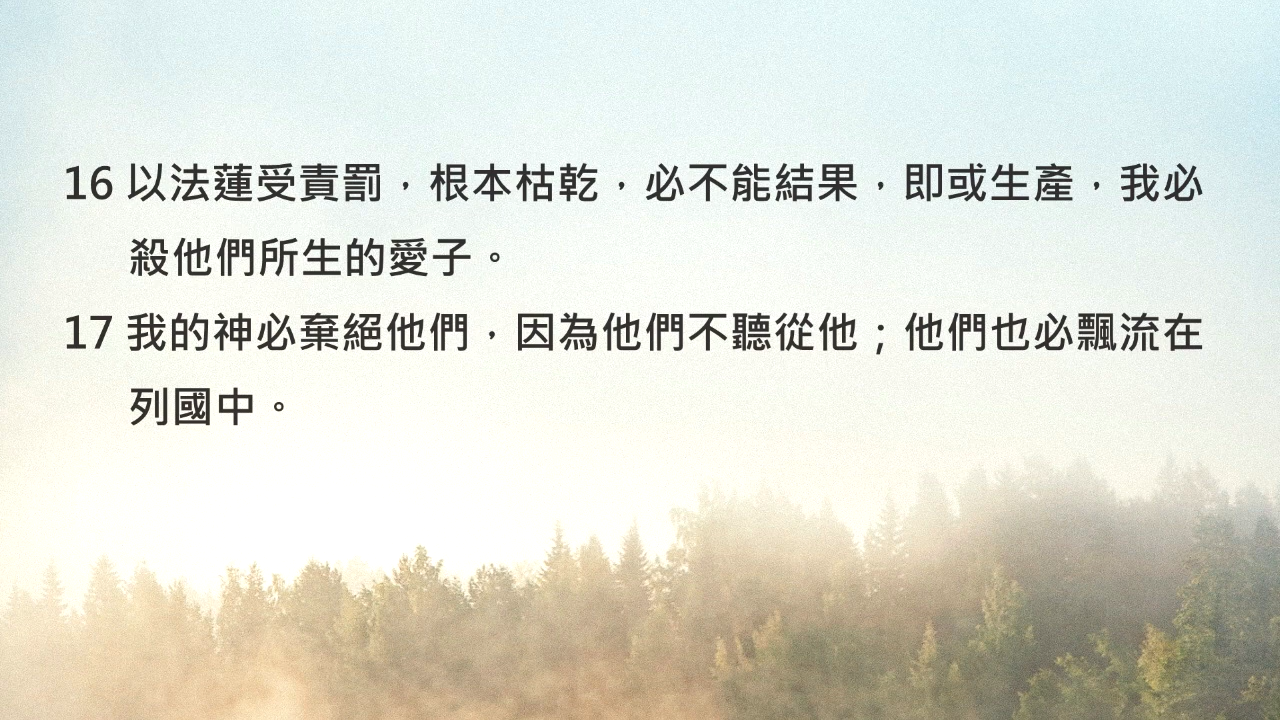 16 以法蓮受責罰，根本枯乾，必不能結果，即或生產，我必
殺他們所生的愛子。
17 我的神必棄絕他們，因為他們不聽從他；他們也必飄流在
列國中。